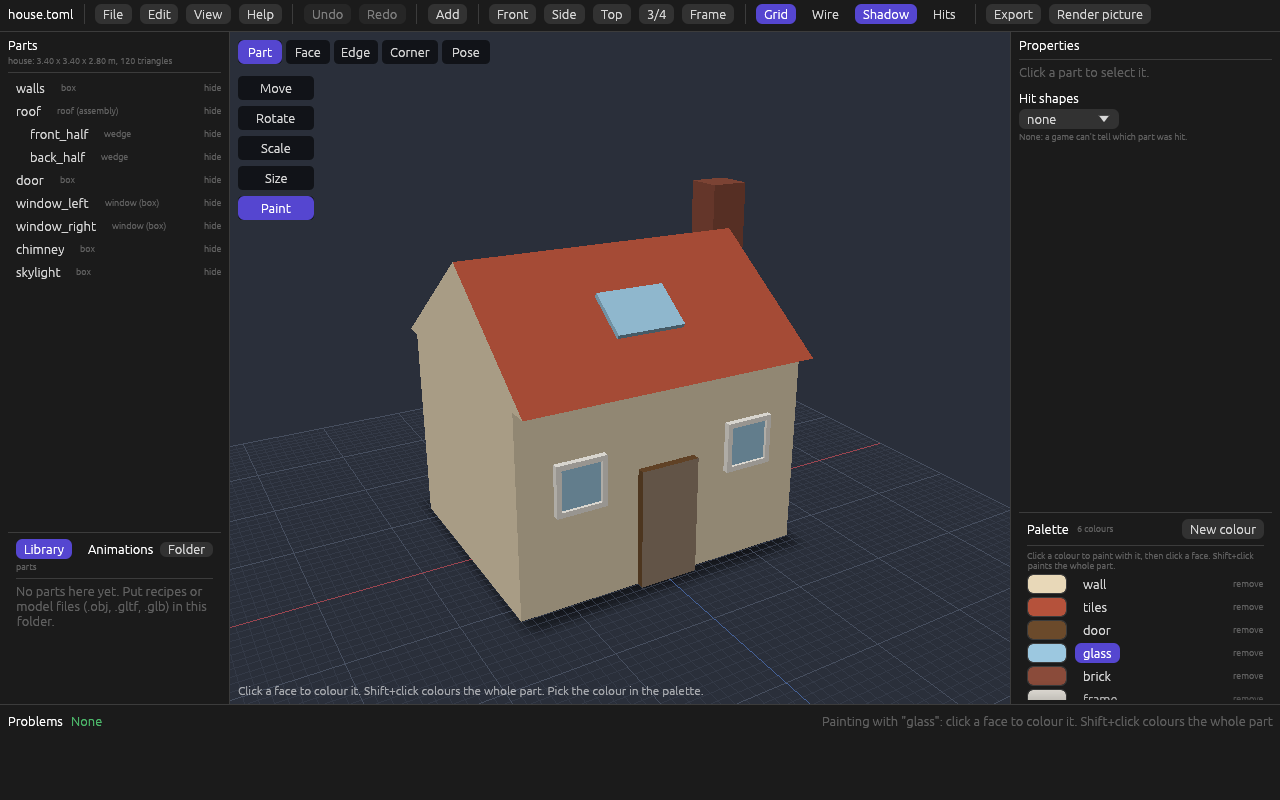 house.toml File Edit View Help Undo Redo Add Front Side Top 3/4 Frame Grid Wire Shadow Hits Export Render picture
Parts
house: 3.40 x 3.40 x 2.80 m, 120 triangles
walls box hide
roof roof (assembly) hide
front_half wedge hide
back_half wedge hide
door box hide
window_left window (box) hide
window_right window (box) hide
chimney box hide
skylight box hide
Library Animations Folder
parts
No parts here yet. Put recipes or
model files (.obj, .gltf, .glb) in this
folder.
Part Face Edge Corner Pose
Move
Rotate
Scale
Size
Paint
Click a face to colour it. Shift+click colours the whole part. Pick the colour in the palette.
Properties
Click a part to select it.
Hit shapes
none
None: a game can't tell which part was hit.
Palette 6 colours New colour
Click a colour to paint with it, then click a face. Shift+click
paints the whole part.
wall remove
tiles remove
door remove
glass remove
brick remove
frame remove
Problems None
Painting with "glass": click a face to colour it. Shift+click colours the whole part